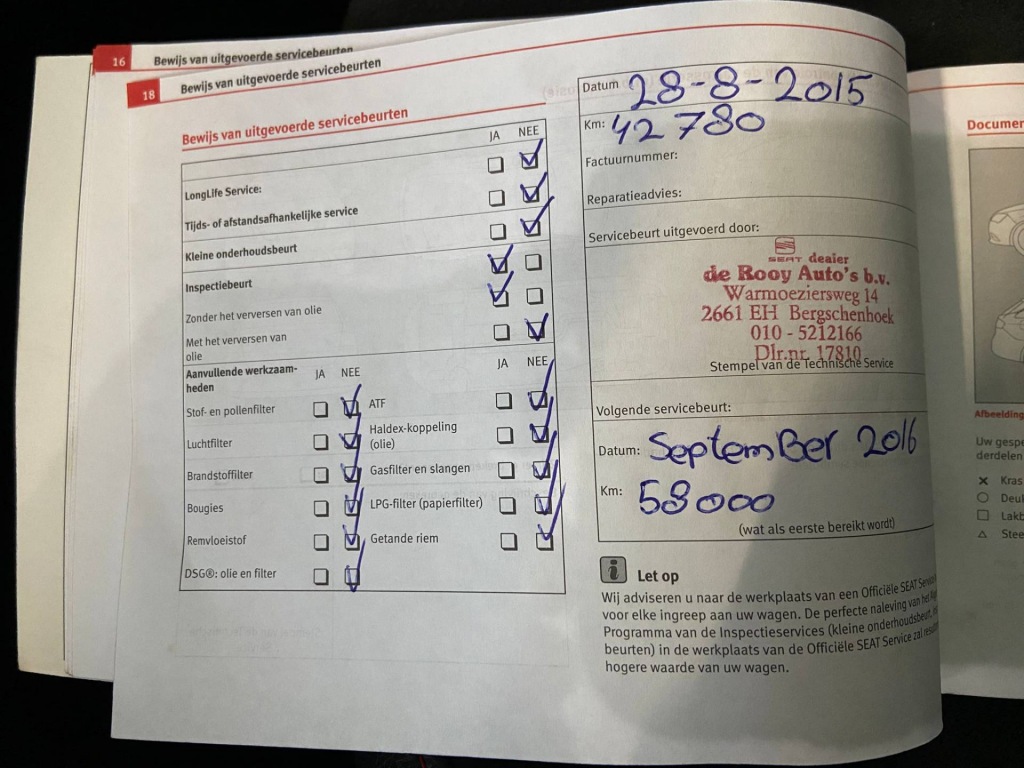 16 Bewijs van uitgevoerde servicebeurten
18 Bewijs van uitgevoerde servicebeurten
Bewijs van uitgevoerde servicebeurten
JA NEE
LongLife Service:
Tijds- of afstandsafhankelijke service
Kleine onderhoudsbeurt
Inspectiebeurt
Zonder het verversen van olie
Met het verversen van
olie
Aanvullende werkzaam-
heden
JA NEE
JA NEE
Stof- en pollenfilter
ATF
Luchtfilter
Haldex-koppeling
(olie)
Brandstoffilter
Gasfilter en slangen
Bougies
LPG-filter (papierfilter)
Remvloeistof
Getande riem
DSG®: olie en filter
Datum 28-8-2015
Km: 42780
Factuurnummer:
Reparatieadvies:
Servicebeurt uitgevoerd door:
SEAT dealer
de Rooy Auto's b.v.
Warmoeziersweg 14
2661 EH Bergschenhoek
010 - 5212166
Dlr.nr. 17810
Stempel van de Technische Service
Volgende servicebeurt:
Datum: September 2016
Km: 58000
(wat als eerste bereikt wordt)
Let op
Wij adviseren u naar de werkplaats van een Officiële SEAT
voor elke ingreep aan uw wagen. De perfecte naleving van het
Programma van de Inspectieservices (kleine onderhoudsbeurt,
beurten) in de werkplaats van de Officiële SEAT Service zal
hogere waarde van uw wagen.
Documen
Afbeelding
Uw gespe
derdelen
Kras
Deuk
Lakb
Stee